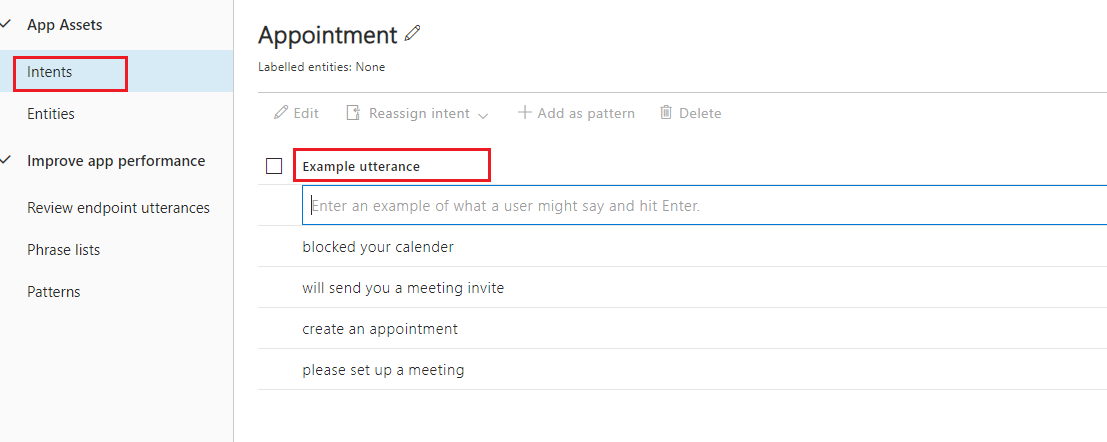 App Assets
Intents
Entities
Improve app performance
Review endpoint utterances
Phrase lists
Patterns
Appointment
Labelled entities: None
Edit Reassign intent Add as pattern Delete
Example utterance
Enter an example of what a user might say and hit Enter.
blocked your calender
will send you a meeting invite
create an appointment
please set up a meeting